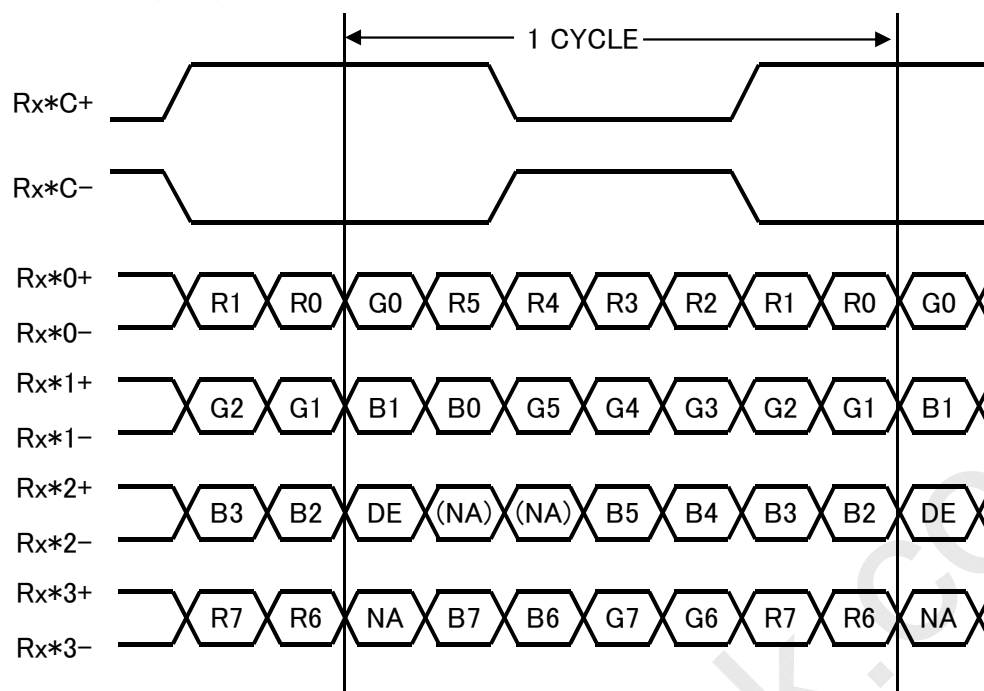 1 CYCLE
Rx*C+
Rx*C-
Rx*0+
R1 R0 G0 R5 R4 R3 R2 R1 R0 G0
Rx*0-
Rx*1+
G2 G1 B1 B0 G5 G4 G3 G2 G1 B1
Rx*1-
Rx*2+
B3 B2 DE (NA) (NA) B5 B4 B3 B2 DE
Rx*2-
Rx*3+
R7 R6 NA B7 B6 G7 G6 R7 R6 NA
Rx*3-